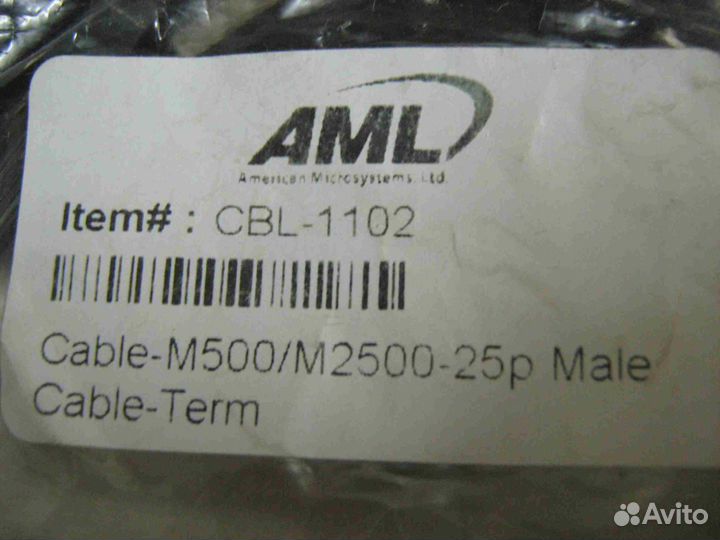 AML
American Microsystems, Ltd.
Item# : CBL-1102
Cable-M500/M2500-25p Male
Cable-Term
Avito